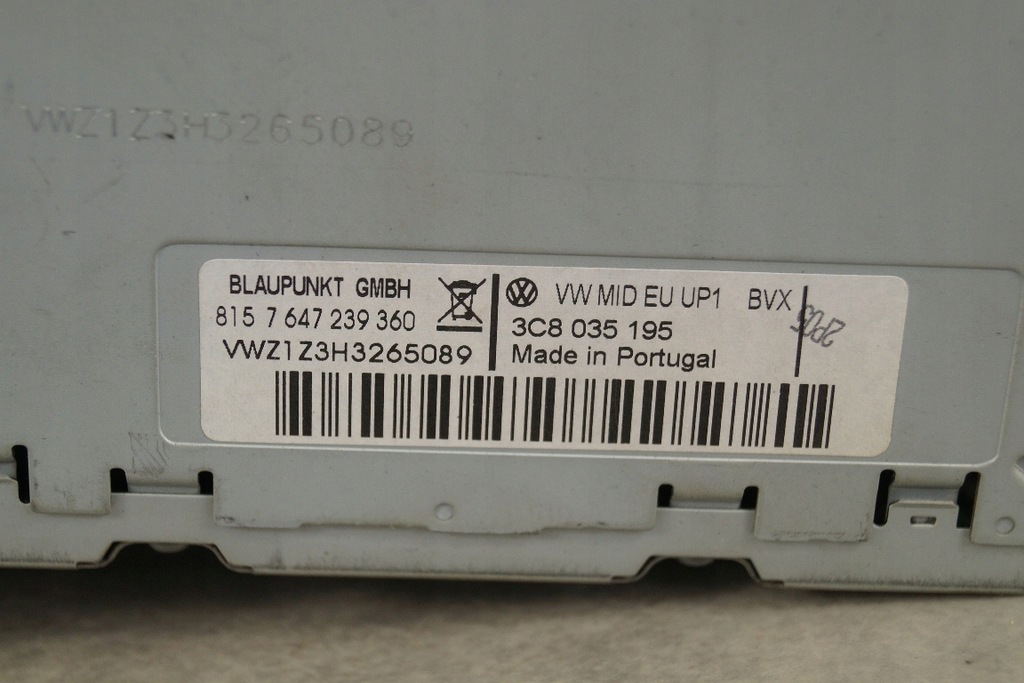 VWZ1Z3H3265089
BLAUPUNKT GMBH
815 7 647 239 360
VWZ1Z3H3265089
VW MID EU UP1 BVX
3C8 035 195
Made in Portugal
2P05